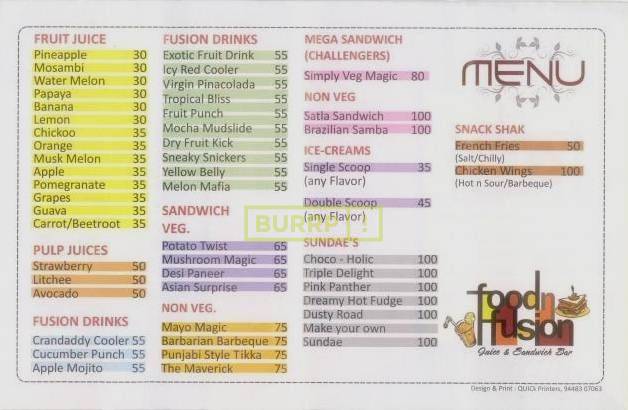 FRUIT JUICE
Pineapple 30
Mosambi 30
Water Melon 30
Papaya 30
Banana 30
Lemon 30
Chickoo 35
Orange 35
Musk Melon 35
Apple 35
Pomegranate 35
Grapes 35
Guava 35
Carrot/Beetroot 35
PULP JUICES
Strawberry 50
Litchee 50
Avocado 50
FUSION DRINKS
Crandaddy Cooler 55
Cucumber Punch 55
Apple Mojito 55
FUSION DRINKS
Exotic Fruit Drink 55
Icy Red Cooler 55
Virgin Pinacolada 55
Tropical Bliss 55
Fruit Punch 55
Mocha Mudslide 55
Dry Fruit Kick 55
Sneaky Snickers 55
Yellow Belly 55
Melon Mafia 55
SANDWICH
VEG.
Potato Twist 65
Mushroom Magic 65
Desi Paneer 65
Asian Surprise 65
NON VEG.
Mayo Magic 75
Barbarian Barbeque 75
Punjabi Style Tikka 75
The Maverick 75
MEGA SANDWICH
(CHALLENGERS)
Simply Veg Magic 80
NON VEG
Satla Sandwich 100
Brazilian Samba 100
ICE-CREAMS
Single Scoop 35
(any Flavor)
Double Scoop 45
(any Flavor)
BURRP!
SUNDAE'S
Choco - Holic 100
Triple Delight 100
Pink Panther 100
Dreamy Hot Fudge 100
Dusty Road 100
Make your own
Sundae 100
MENU
SNACK SHAK
French Fries 50
(Salt/Chilly)
Chicken Wings 100
(Hot n Sour/Barbeque)
food n
fusion
Juice & Sandwich Bar
Design & Print - QUICk Printers, 94483 07063